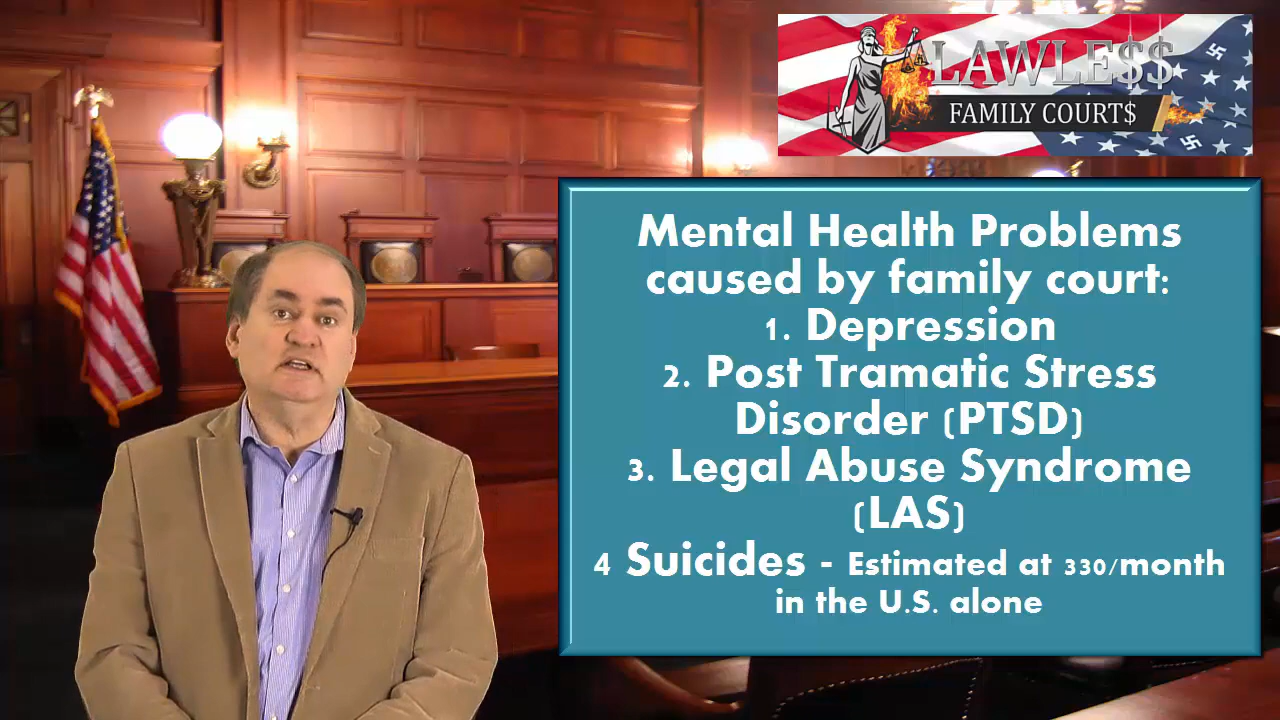 LAWLE$$
FAMILY COURT$
Mental Health Problems
caused by family court:
1. Depression
2. Post Tramatic Stress
Disorder (PTSD)
3. Legal Abuse Syndrome
(LAS)
4 Suicides - Estimated at 330/month
in the U.S. alone